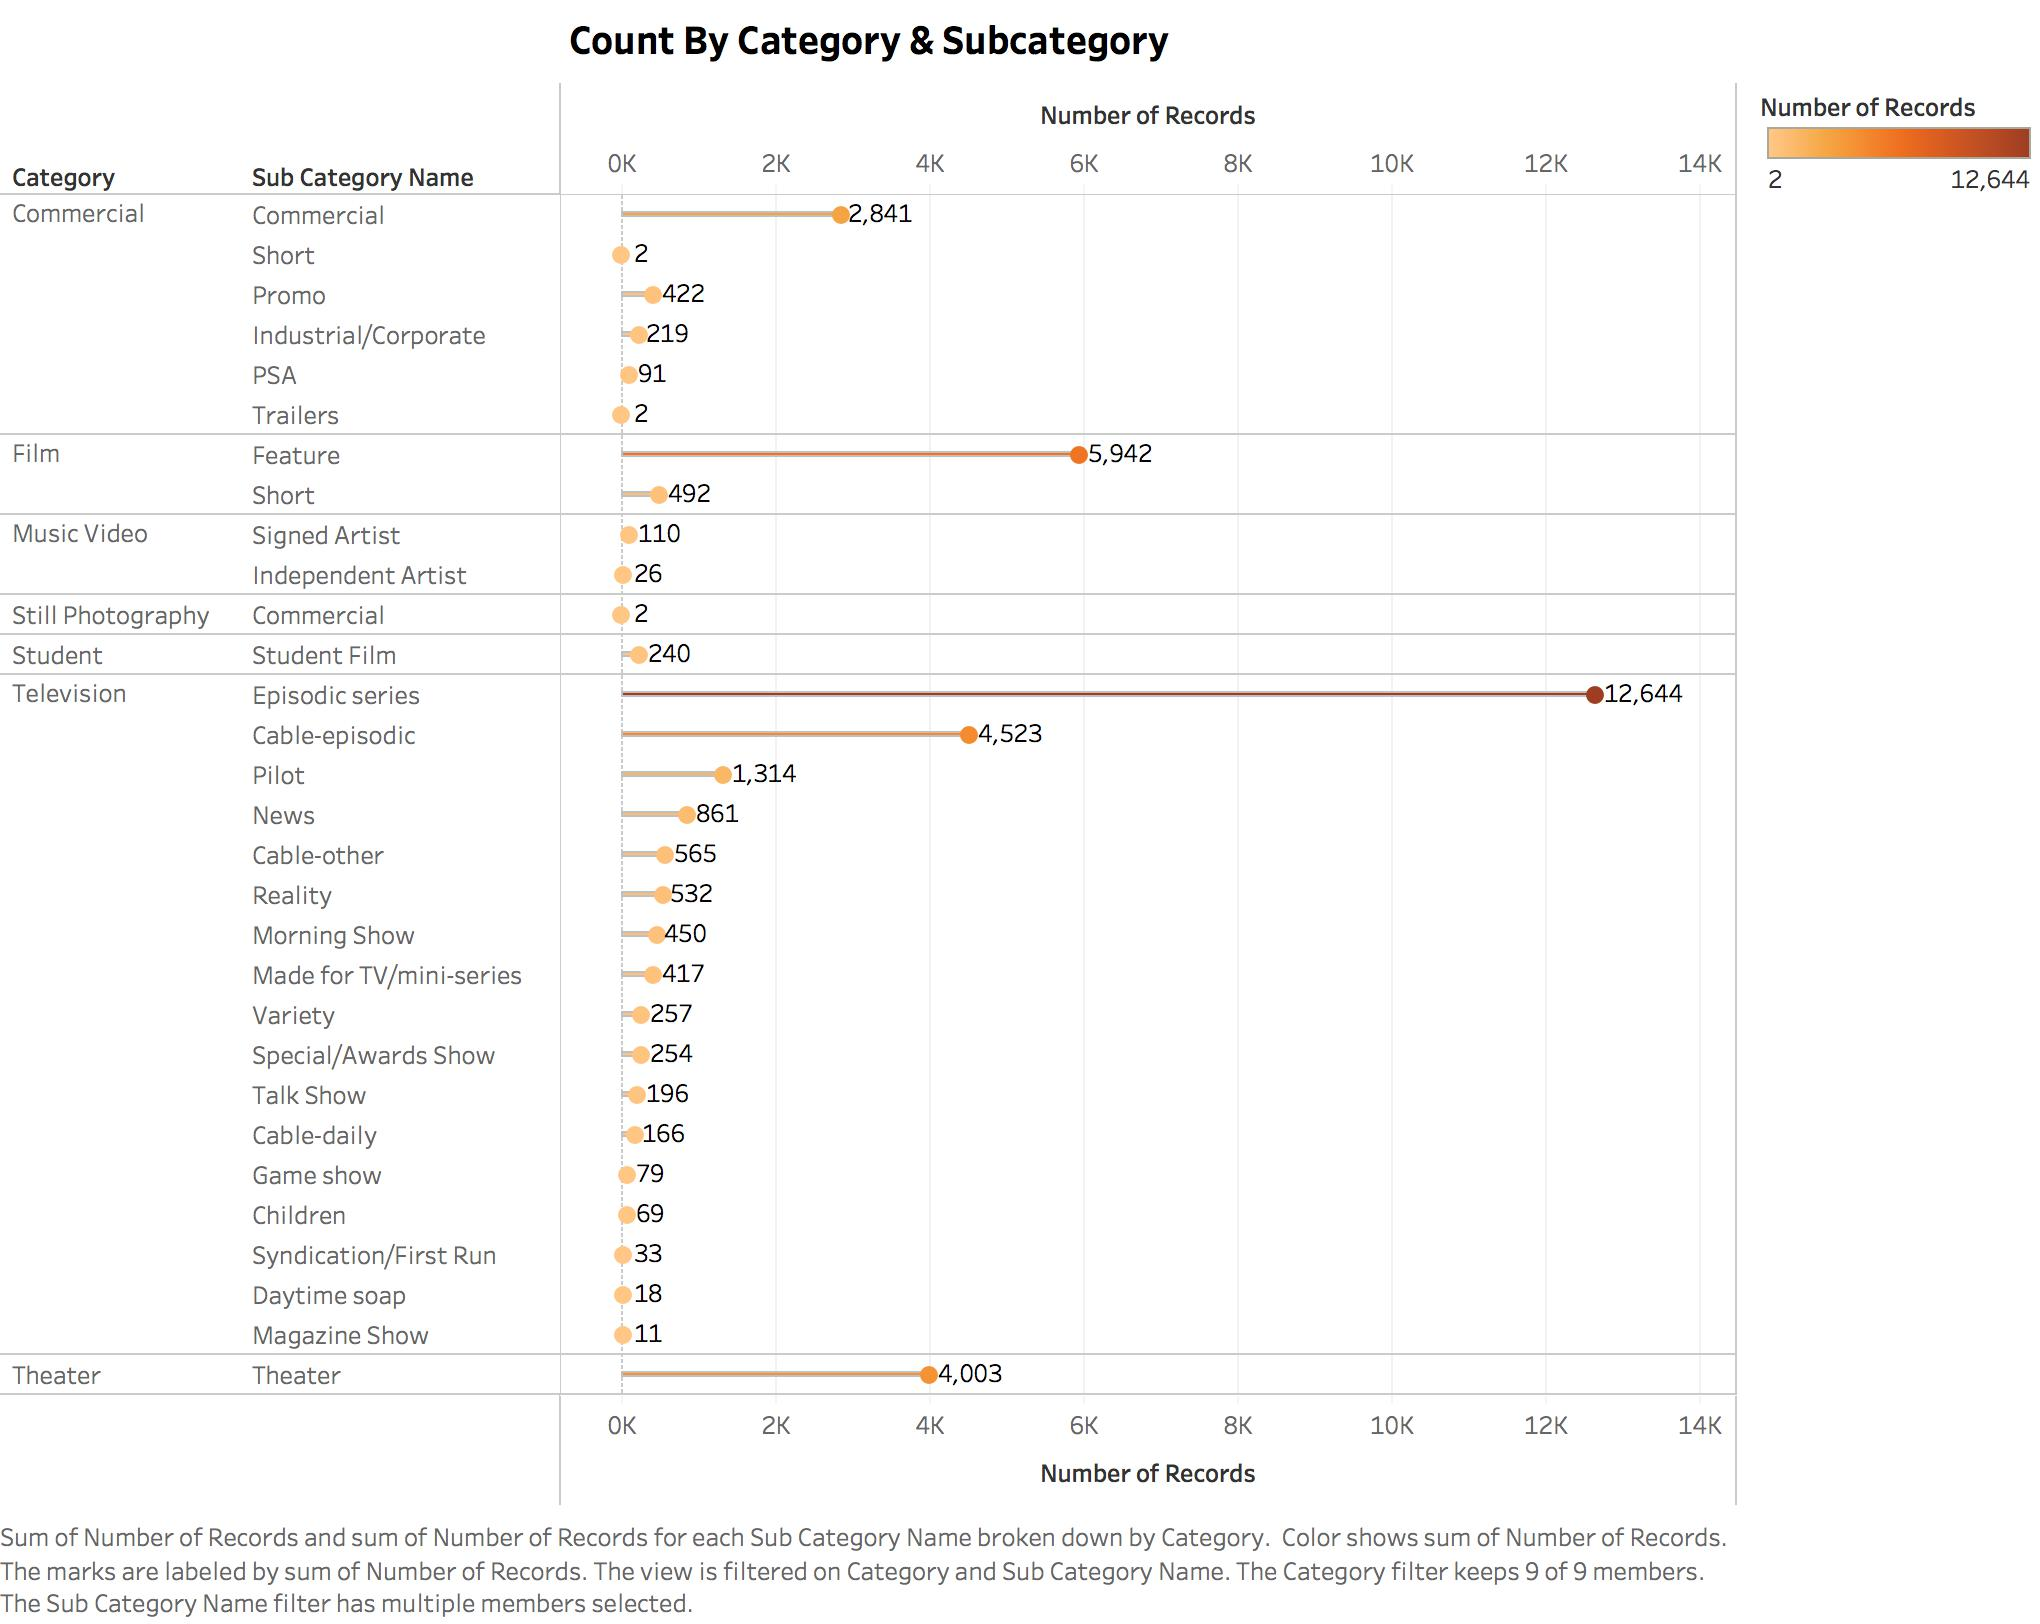 Count By Category & Subcategory
Number of Records
0K 2K 4K 6K 8K 10K 12K 14K
Category Sub Category Name
Number of Records
2 12,644
Commercial Commercial 2,841
Short 2
Promo 422
Industrial/Corporate 219
PSA 91
Trailers 2
Film Feature 5,942
Short 492
Music Video Signed Artist 110
Independent Artist 26
Still Photography Commercial 2
Student Student Film 240
Television Episodic series 12,644
Cable-episodic 4,523
Pilot 1,314
News 861
Cable-other 565
Reality 532
Morning Show 450
Made for TV/mini-series 417
Variety 257
Special/Awards Show 254
Talk Show 196
Cable-daily 166
Game show 79
Children 69
Syndication/First Run 33
Daytime soap 18
Magazine Show 11
Theater Theater 4,003
0K 2K 4K 6K 8K 10K 12K 14K
Number of Records
Sum of Number of Records and sum of Number of Records for each Sub Category Name broken down by Category.  Color shows sum of Number of Records.
The marks are labeled by sum of Number of Records. The view is filtered on Category and Sub Category Name. The Category filter keeps 9 of 9 members.
The Sub Category Name filter has multiple members selected.